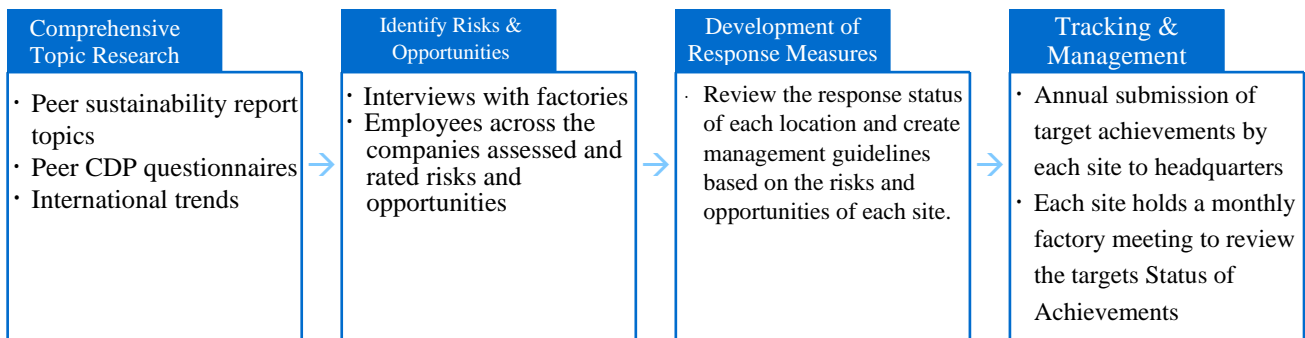 Comprehensive
Topic Research
· Peer sustainability report
topics
· Peer CDP questionnaires
· International trends
Identify Risks &
Opportunities
· Interviews with factories
· Employees across the
companies assessed and
rated risks and
opportunities
Development of
Response Measures
· Review the response status
of each location and create
management guidelines
based on the risks and
opportunities of each site.
Tracking &
Management
· Annual submission of
target achievements by
each site to headquarters
· Each site holds a monthly
factory meeting to review
the targets Status of
Achievements